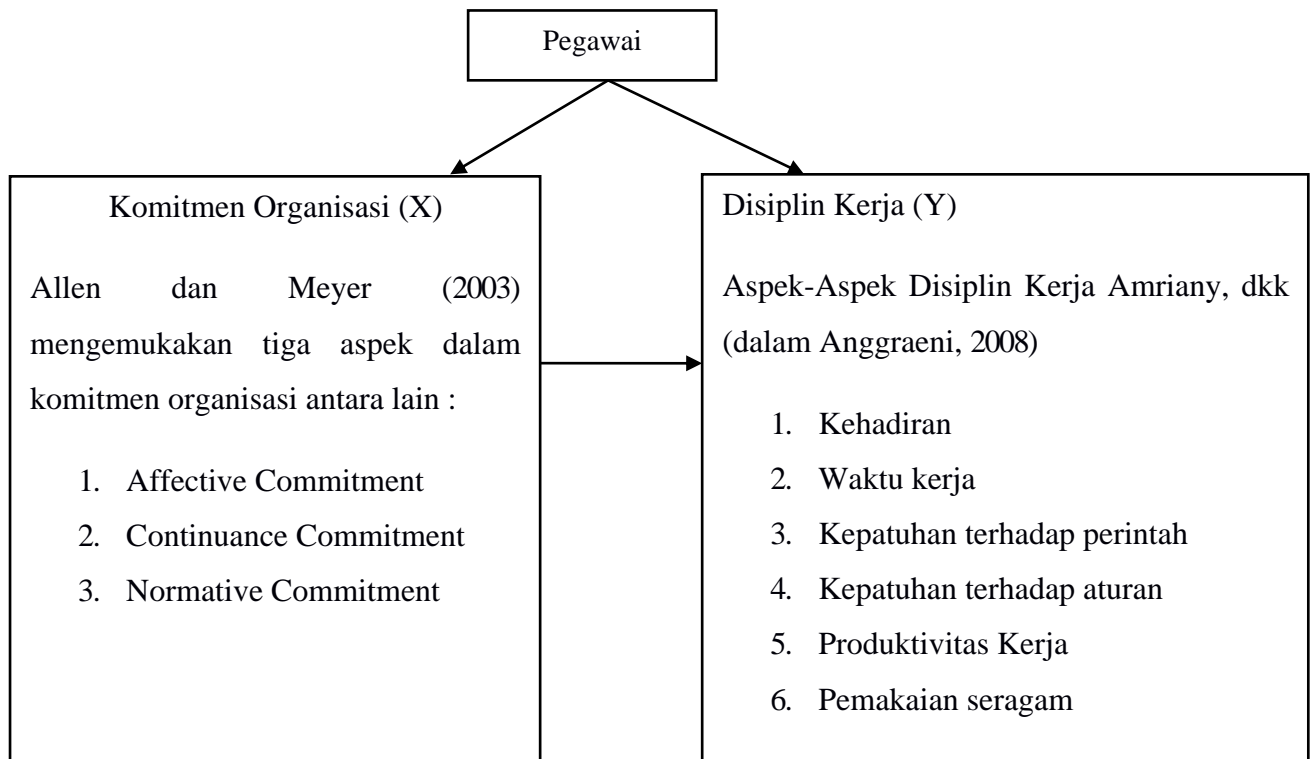 Pegawai
Komitmen Organisasi (X)
Allen dan Meyer (2003)
mengemukakan tiga aspek dalam
komitmen organisasi antara lain :
1. Affective Commitment
2. Continuance Commitment
3. Normative Commitment
Disiplin Kerja (Y)
Aspek-Aspek Disiplin Kerja Amriany, dkk
(dalam Anggraeni, 2008)
1. Kehadiran
2. Waktu kerja
3. Kepatuhan terhadap perintah
4. Kepatuhan terhadap aturan
5. Produktivitas Kerja
6. Pemakaian seragam